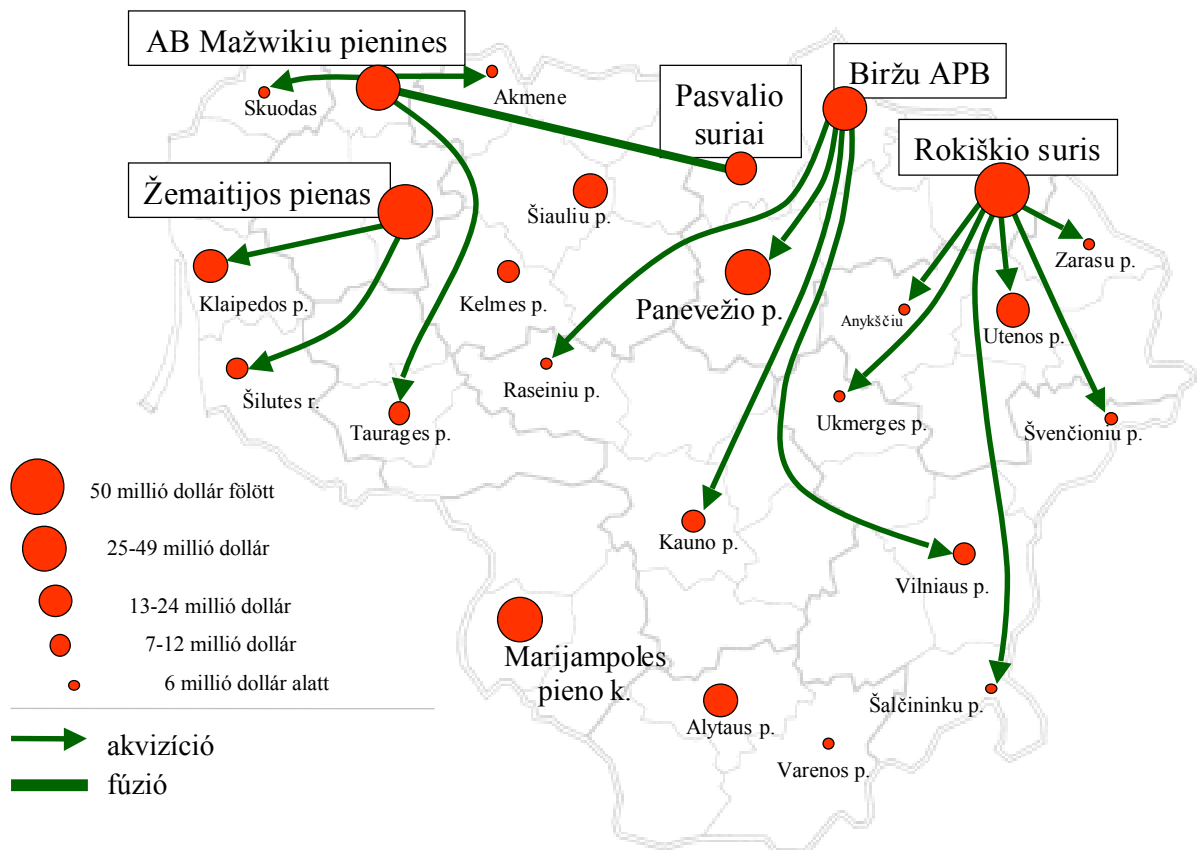 AB Mažwikiu pienines
Biržu APB
Pasvalio
suriai
Rokiškio suris
Žemaitijos pienas
Skuodas
Akmene
Šiauliu p.
Klaipedos p.
Kelmes p.
Panevežio p.
Zarasu p.
Anykščiu
Utenos p.
Šilutes r.
Taurages p.
Raseiniu p.
Ukmerges p.
Švenčioniu p.
Kauno p.
Vilniaus p.
Marijampoles
pieno k.
Alytaus p.
Šalčininku p.
Varenos p.
50 millió dollár fölött
25-49 millió dollár
13-24 millió dollár
7-12 millió dollár
6 millió dollár alatt
akvizíció
fúzió